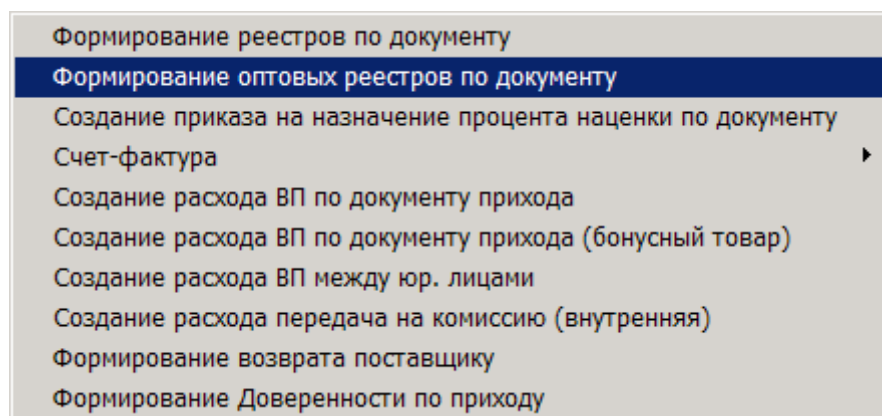 Формирование реестров по документу
Формирование оптовых реестров по документу
Создание приказа на назначение процента наценки по документу
Счет-фактура
Создание расхода ВП по документу прихода
Создание расхода ВП по документу прихода (бонусный товар)
Создание расхода ВП между юр. лицами
Создание расхода передача на комиссию (внутренняя)
Формирование возврата поставщику
Формирование Доверенности по приходу